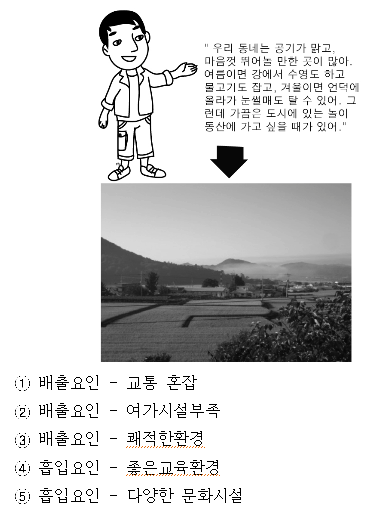 " 우리 동네는 공기가 맑고,
마음껏 뛰어놀 만한 곳이 많아.
여름이면 강에서 수영도 하고
물고기도 잡고, 겨울이면 언덕에
올라가 눈썰매도 탈 수 있어. 그
런데 가끔은 도시에 있는 놀이
동산에 가고 싶을 때가 있어."
① 배출요인 - 교통 혼잡
② 배출요인 - 여가시설부족
③ 배출요인 - 쾌적한환경
④ 흡입요인 - 좋은교육환경
⑤ 흡입요인 - 다양한 문화시설